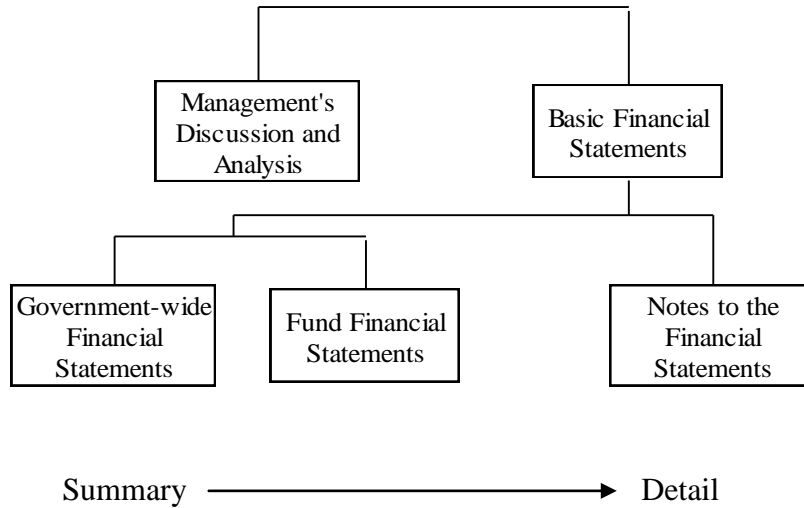 Management's
Discussion and
Analysis
Basic Financial
Statements
Government-wide
Financial
Statements
Fund Financial
Statements
Notes to the
Financial
Statements
Summary
Detail